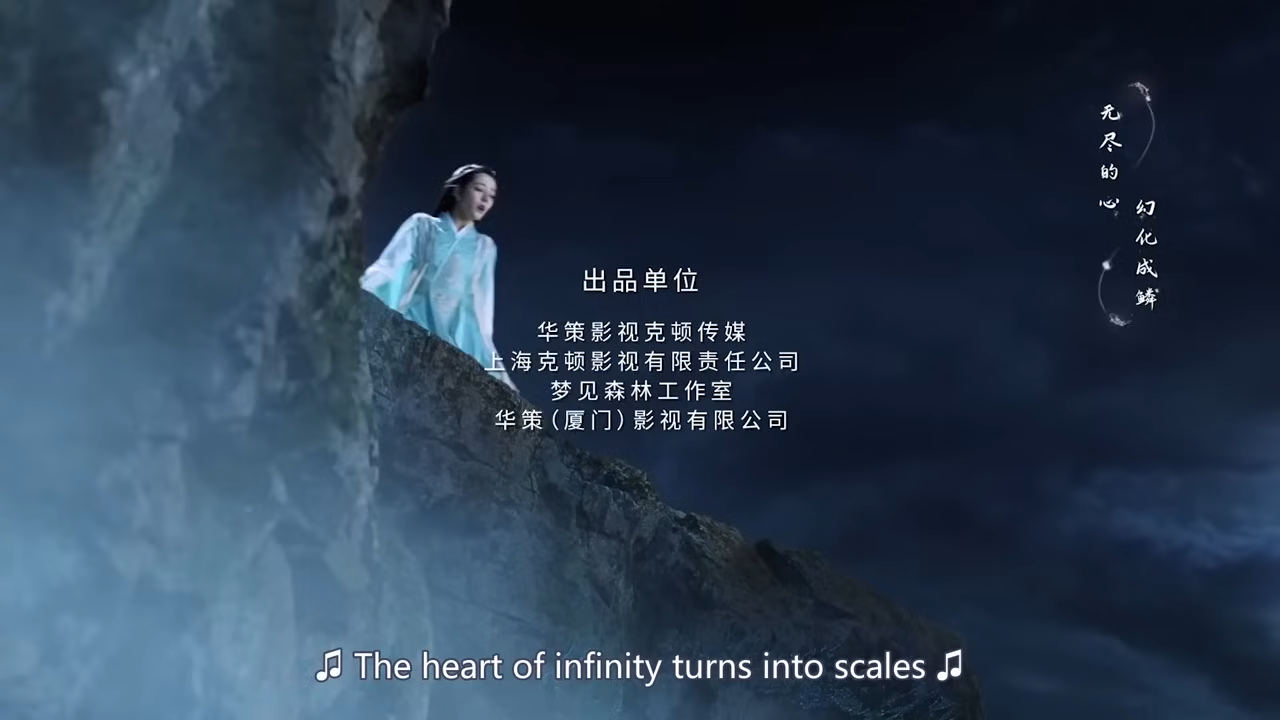 出品单位
华策影视克顿传媒
上海克顿影视有限责任公司
梦见森林工作室
华策(厦门)影视有限公司
无尽的心
幻化成鳞
♫ The heart of infinity turns into scales ♫